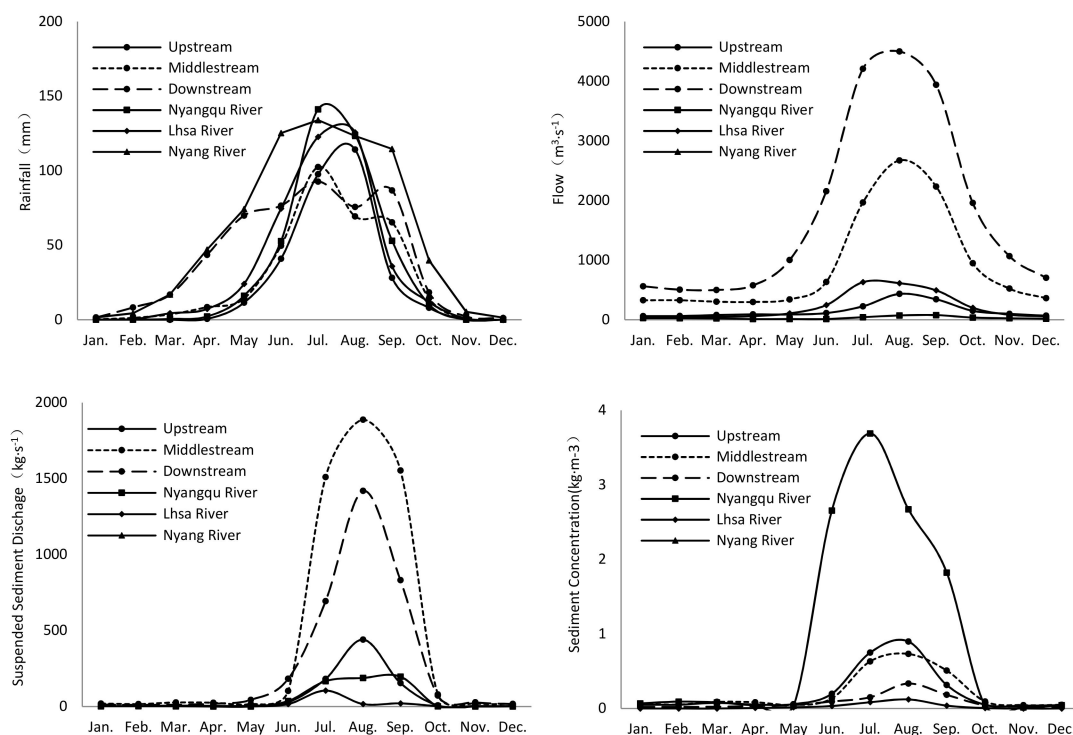 200
150
100
50
0
Rainfall（mm）
Upstream
Middlestream
Downstream
Nyangqu River
Lhsa River
Nyang River
Jan. Feb. Mar. Apr. May Jun. Jul. Aug. Sep. Oct. Nov. Dec.
5000
4000
3000
2000
1000
0
Flow（m³·s⁻¹）
Upstream
Middlestream
Downstream
Nyangqu River
Lhsa River
Nyang River
Jan. Feb. Mar. Apr. May Jun. Jul. Aug. Sep. Oct. Nov. Dec.
2000
1500
1000
500
0
Suspended Sediment Dischage（kg·s⁻¹）
Upstream
Middlestream
Downstream
Nyangqu River
Lhsa River
Nyang River
Jan. Feb. Mar. Apr. May Jun. Jul. Aug. Sep. Oct. Nov. Dec.
4
3
2
1
0
Sediment Concentration(kg·m-3）
Upstream
Middlestream
Downstream
Nyangqu River
Lhsa River
Nyang River
Jan. Feb. Mar. Apr. May Jun. Jul. Aug. Sep. Oct. Nov. Dec